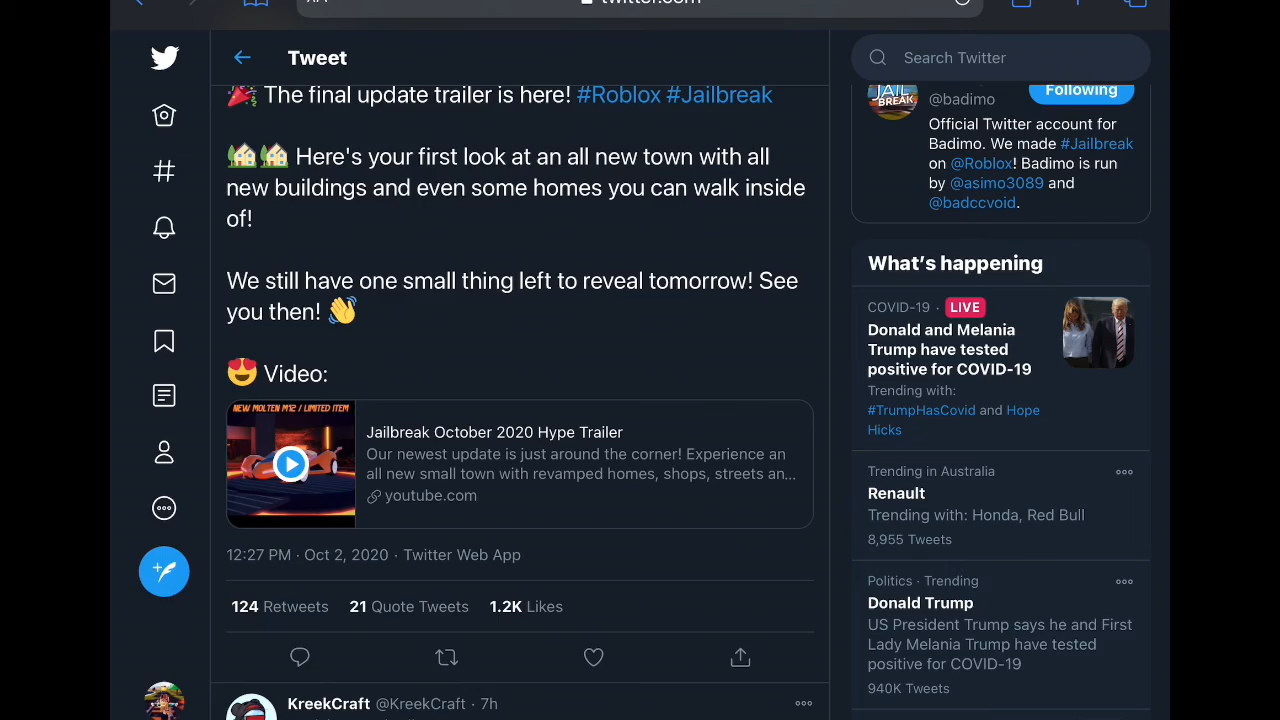 twitter.com
Tweet
Search Twitter
🎉 The final update trailer is here! #Roblox #Jailbreak
🏡🏡 Here's your first look at an all new town with all
new buildings and even some homes you can walk inside
of!
We still have one small thing left to reveal tomorrow! See
you then! 👋
😍 Video:
NEW MOLTEN M12 / LIMITED ITEM
Jailbreak October 2020 Hype Trailer
Our newest update is just around the corner! Experience an
all new small town with revamped homes, shops, streets an...
youtube.com
12:27 PM · Oct 2, 2020 · Twitter Web App
124 Retweets 21 Quote Tweets 1.2K Likes
KreekCraft @KreekCraft · 7h
JAIL
BREAK
@badimo
Following
Official Twitter account for
Badimo. We made #Jailbreak
on @Roblox! Badimo is run
by @asimo3089 and
@badccvoid.
What's happening
COVID-19 · LIVE
Donald and Melania
Trump have tested
positive for COVID-19
Trending with:
#TrumpHasCovid and Hope
Hicks
Trending in Australia
Renault
Trending with: Honda, Red Bull
8,955 Tweets
Politics · Trending
Donald Trump
US President Trump says he and First
Lady Melania Trump have tested
positive for COVID-19
940K Tweets